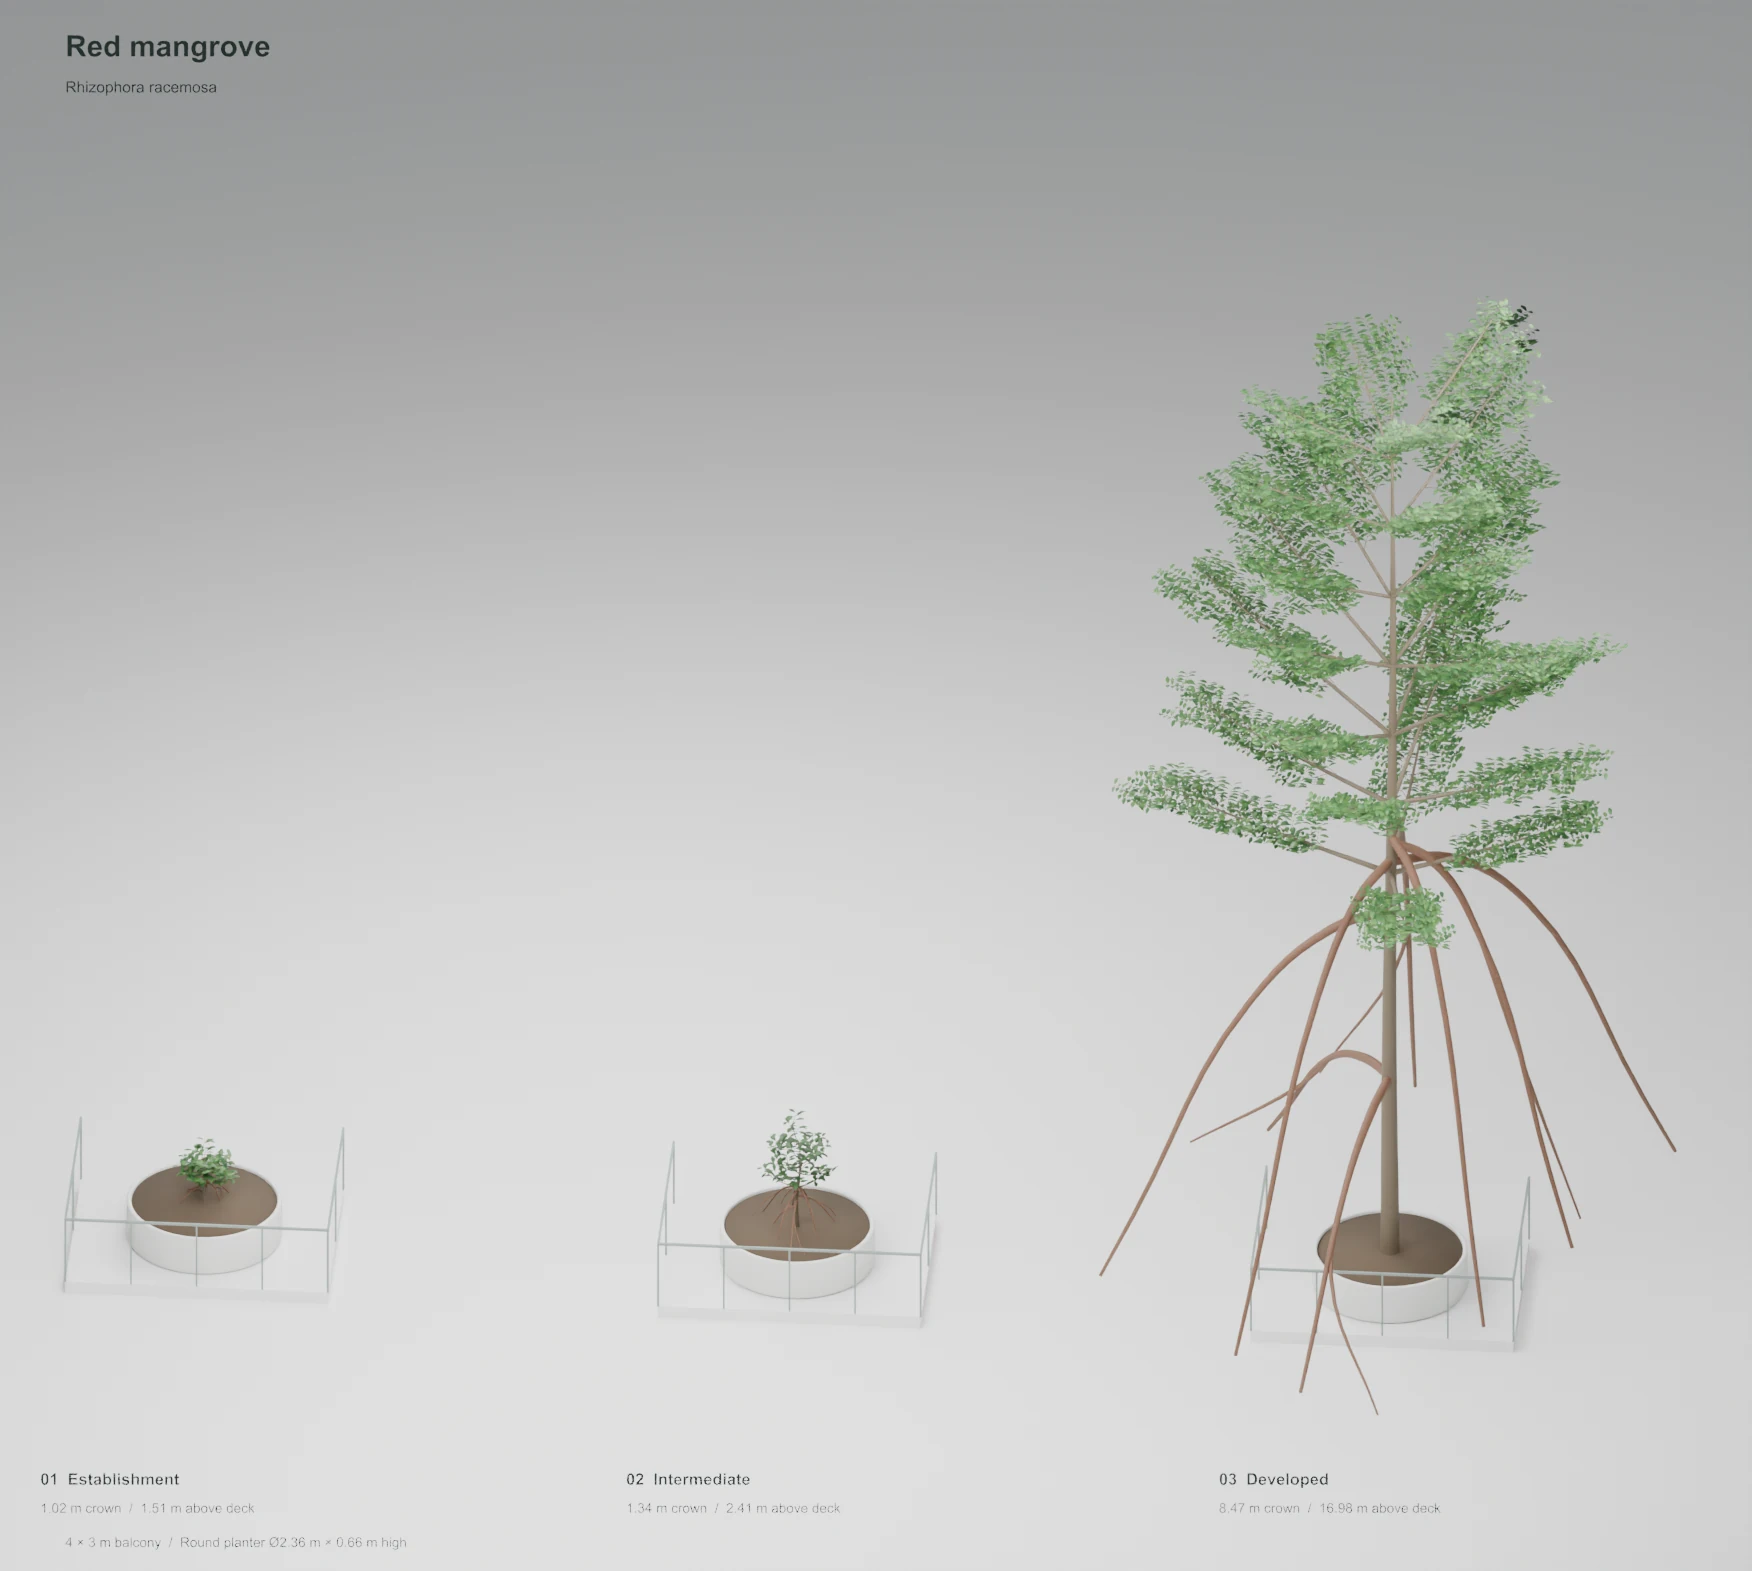 Red mangrove
Rhizophora racemosa
01 Establishment
1.02 m crown / 1.51 m above deck
02 Intermediate
1.34 m crown / 2.41 m above deck
03 Developed
8.47 m crown / 16.98 m above deck
4 × 3 m balcony / Round planter Ø2.36 m × 0.66 m high